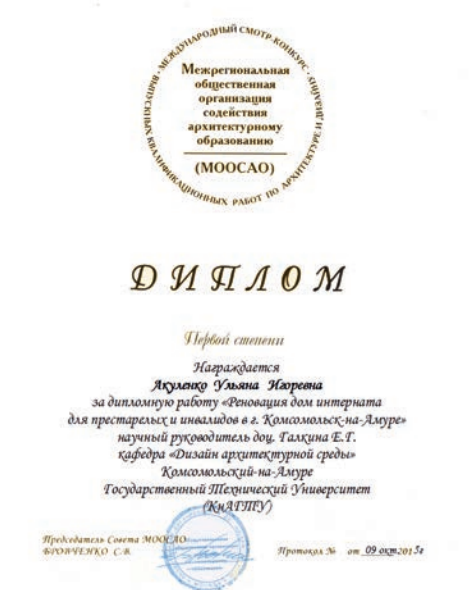 МЕЖДУНАРОДНЫЙ СМОТР-КОНКУРС
ВЫПУСКНЫХ КВАЛИФИКАЦИОННЫХ РАБОТ ПО АРХИТЕКТУРЕ И ДИЗАЙНУ
Межрегиональная
общественная
организация
содействия
архитектурному
образованию
(МООСАО)
ДИПЛОМ
Первой степени
Награждается
Акуленко Ульяна Игоревна
за дипломную работу «Реновация дом интерната
для престарелых и инвалидов в г. Комсомольск-на-Амуре»
научный руководитель доц. Галкина Е.Г.
кафедра «Дизайн архитектурной среды»
Комсомольский-на-Амуре
Государственный Технический Университет
(КнАГТУ)
Председатель Совета МООСАО
БРОВЧЕНКО С.В.
Протокол № от 09 окт 2015г